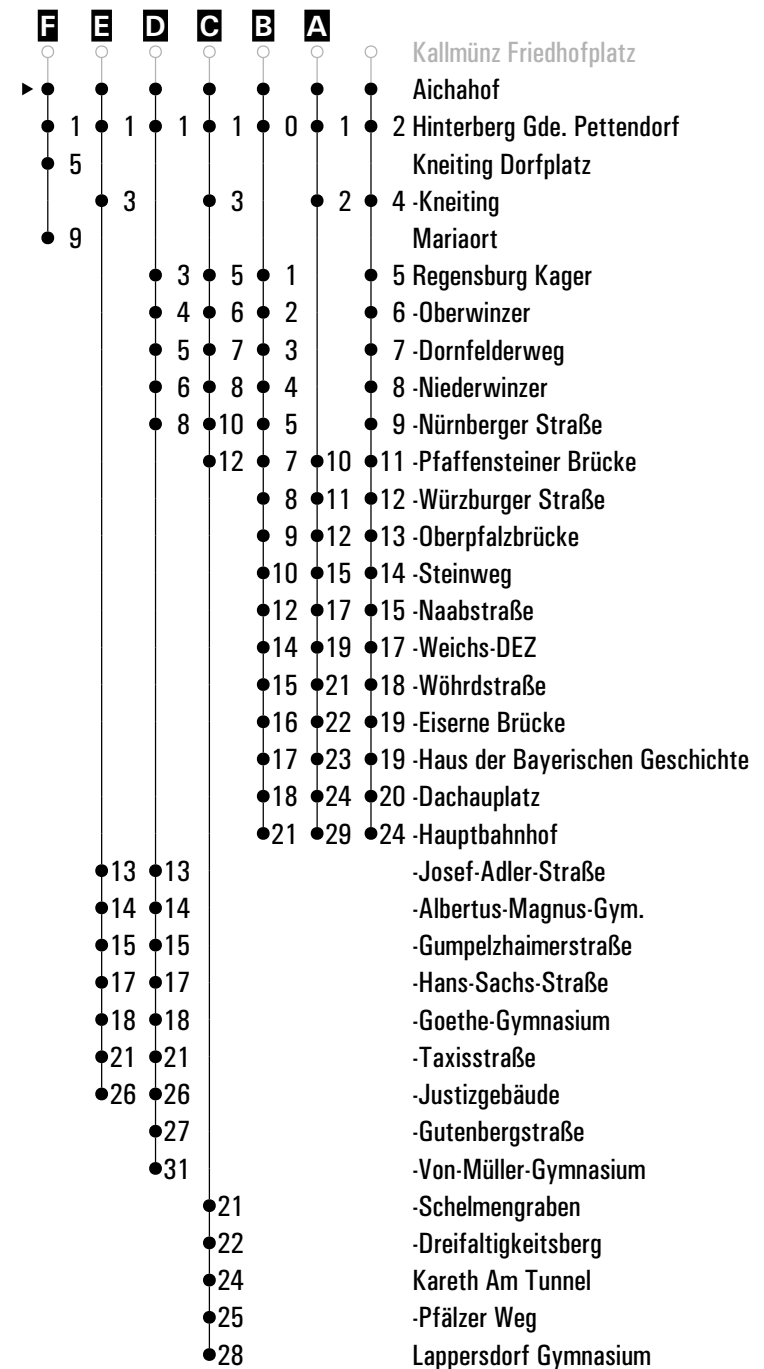 F E D C B A
Kallmünz Friedhofplatz
Aichahof
1 1 1 1 0 1 2 Hinterberg Gde. Pettendorf
5 Kneiting Dorfplatz
3 3 2 4 -Kneiting
9 Mariaort
3 5 1 5 Regensburg Kager
4 6 2 6 -Oberwinzer
5 7 3 7 -Dornfelderweg
6 8 4 8 -Niederwinzer
8 10 5 9 -Nürnberger Straße
12 7 10 11 -Pfaffensteiner Brücke
8 11 12 -Würzburger Straße
9 12 13 -Oberpfalzbrücke
10 15 14 -Steinweg
12 17 15 -Naabstraße
14 19 17 -Weichs-DEZ
15 21 18 -Wöhrdstraße
16 22 19 -Eiserne Brücke
17 23 19 -Haus der Bayerischen Geschichte
18 24 20 -Dachauplatz
21 29 24 -Hauptbahnhof
13 13 -Josef-Adler-Straße
14 14 -Albertus-Magnus-Gym.
15 15 -Gumpelzhaimerstraße
17 17 -Hans-Sachs-Straße
18 18 -Goethe-Gymnasium
21 21 -Taxisstraße
26 26 -Justizgebäude
27 -Gutenbergstraße
31 -Von-Müller-Gymnasium
21 -Schelmengraben
22 -Dreifaltigkeitsberg
24 Kareth Am Tunnel
25 -Pfälzer Weg
28 Lappersdorf Gymnasium